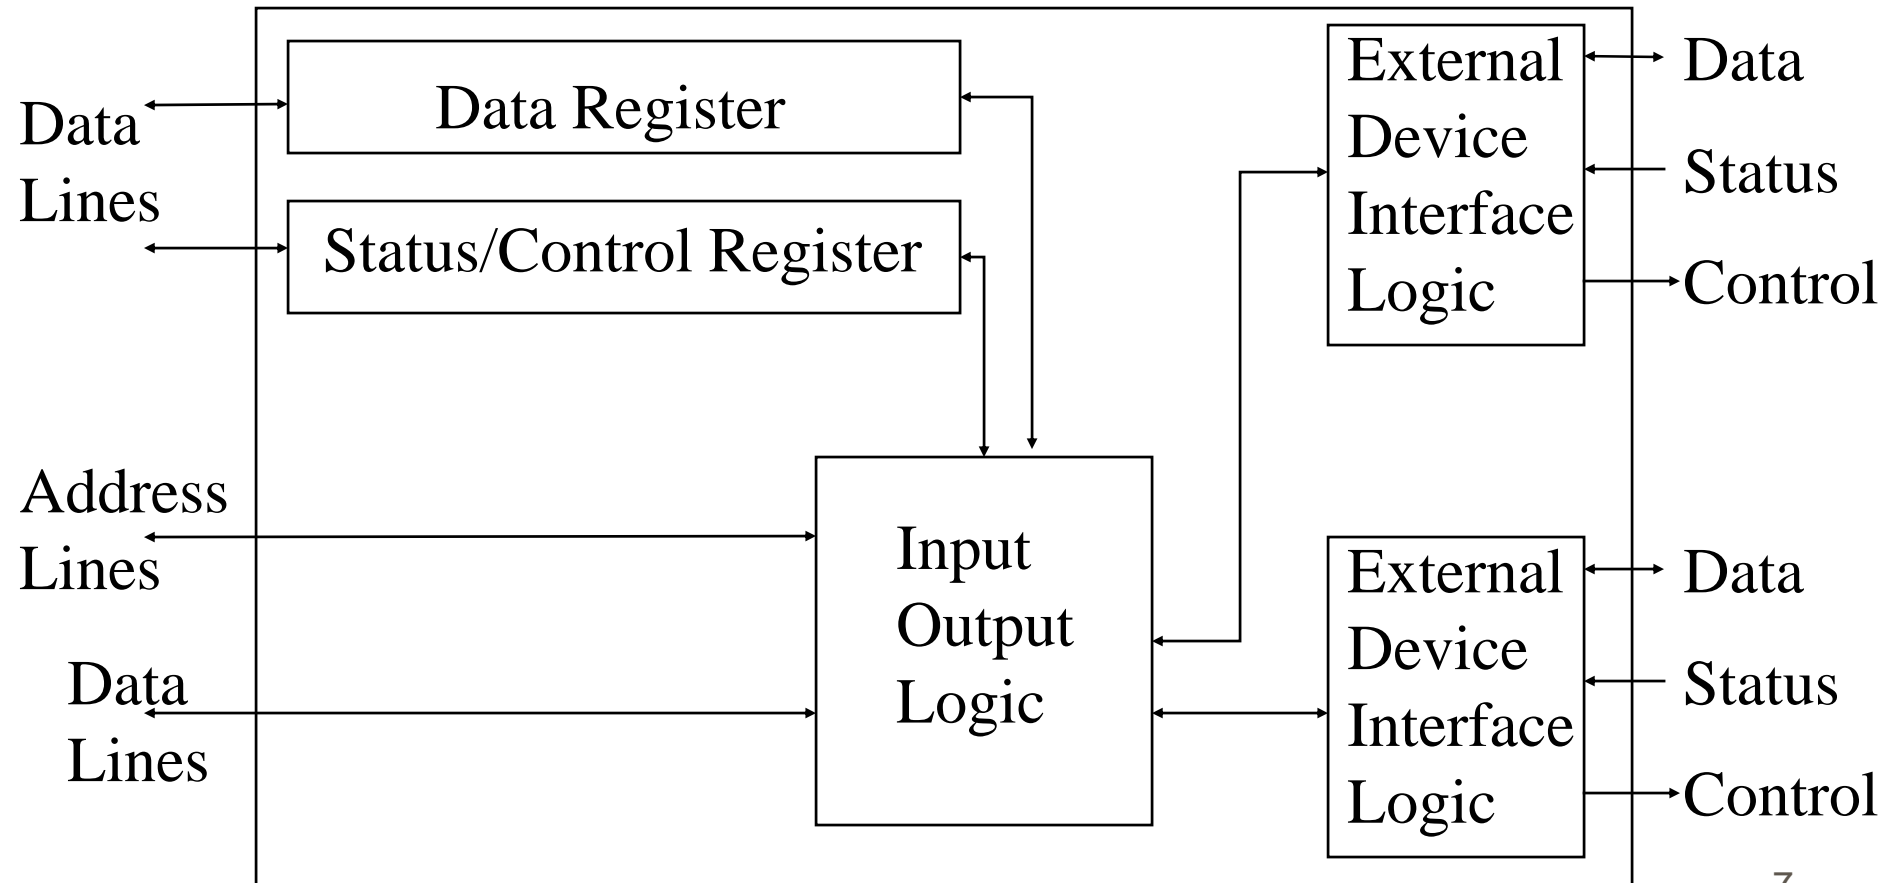 Data
Lines
Data Register
Status/Control Register
Address
Lines
Data
Lines
Input
Output
Logic
External
Device
Interface
Logic
Data
Status
Control
External
Device
Interface
Logic
Data
Status
Control